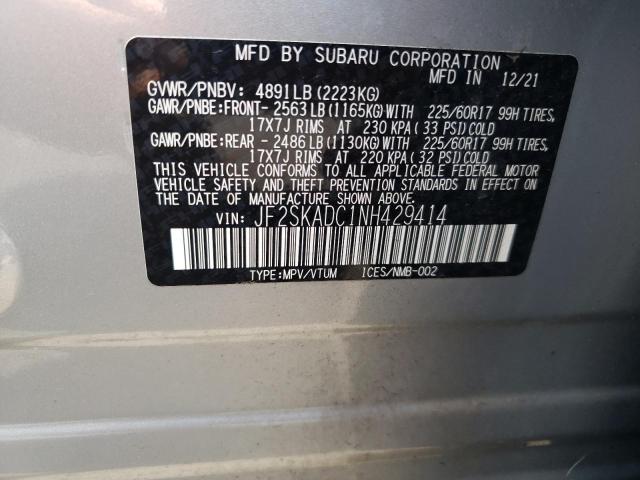 MFD BY SUBARU CORPORATION
MFD IN 12/21
GVWR/PNBV: 4891LB (2223KG)
GAWR/PNBE:FRONT- 2563LB (1165KG)WITH 225/60R17 99H TIRES,
17X7J RIMS AT 230 KPA (33 PSI)COLD
GAWR/PNBE:REAR - 2486LB (1130KG)WITH 225/60R17 99H TIRES,
17X7J RIMS AT 220 KPA (32 PSI)COLD
THIS VEHICLE CONFORMS TO ALL APPLICABLE FEDERAL MOTOR
VEHICLE SAFETY AND THEFT PREVENTION STANDARDS IN EFFECT ON
THE DATE OF MANUFACTURE SHOWN ABOVE.
VIN: JF2SKADC1NH429414
TYPE:MPV/VTUM ICES/NMB-002